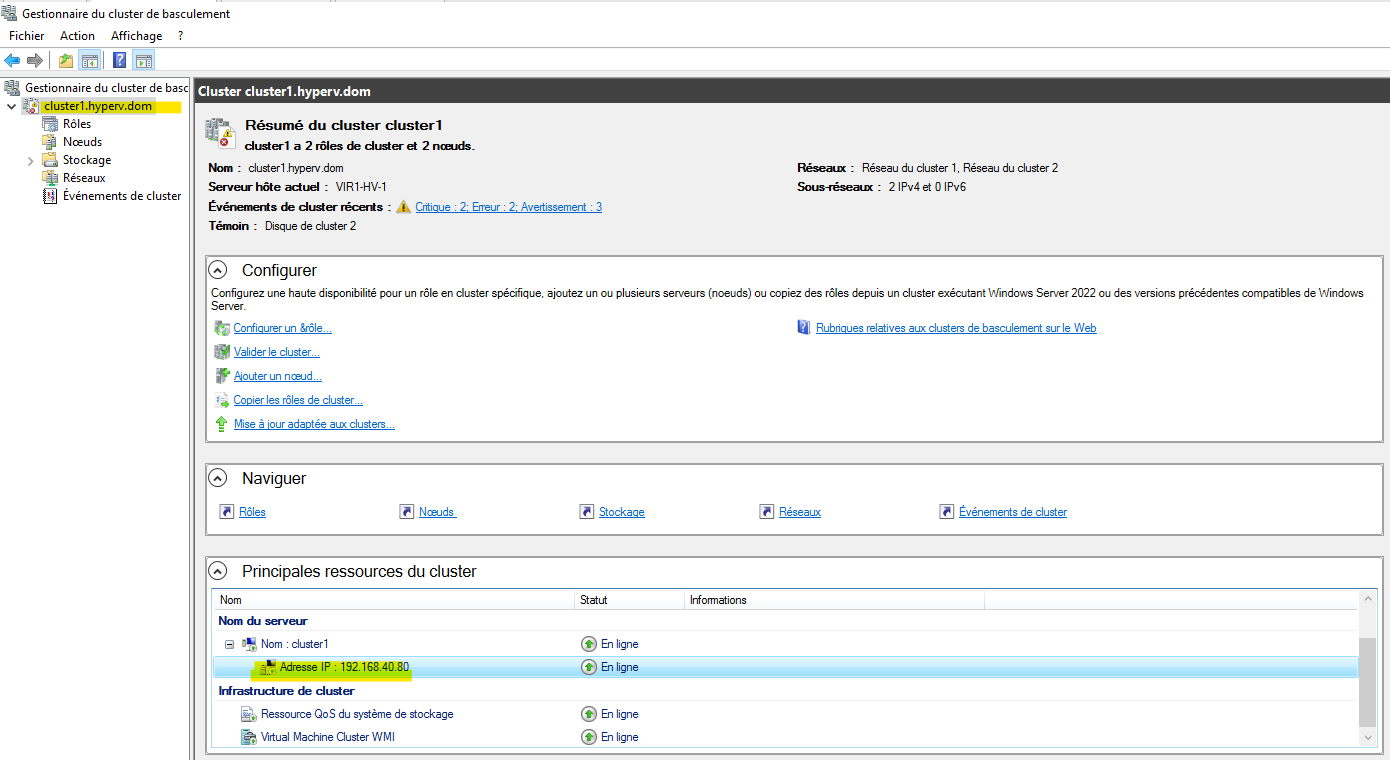 Gestionnaire du cluster de basculement
Fichier Action Affichage ?
Gestionnaire du cluster de basc
cluster1.hyperv.dom
Rôles
Nœuds
Stockage
Réseaux
Événements de cluster
Cluster cluster1.hyperv.dom
Résumé du cluster cluster1
cluster1 a 2 rôles de cluster et 2 nœuds.
Nom : cluster1.hyperv.dom
Réseaux : Réseau du cluster 1, Réseau du cluster 2
Serveur hôte actuel : VIR1-HV-1
Sous-réseaux : 2 IPv4 et 0 IPv6
Événements de cluster récents : Critique : 2; Erreur : 2; Avertissement : 3
Témoin : Disque de cluster 2
Configurer
Configurez une haute disponibilité pour un rôle en cluster spécifique, ajoutez un ou plusieurs serveurs (noeuds) ou copiez des rôles depuis un cluster exécutant Windows Server 2022 ou des versions précédentes compatibles de Windows
Server.
Configurer un &rôle...
Rubriques relatives aux clusters de basculement sur le Web
Valider le cluster...
Ajouter un nœud...
Copier les rôles de cluster...
Mise à jour adaptée aux clusters...
Naviguer
Rôles Nœuds Stockage Réseaux Événements de cluster
Principales ressources du cluster
Nom Statut Informations
Nom du serveur
Nom : cluster1 En ligne
Adresse IP : 192.168.40.80 En ligne
Infrastructure de cluster
Ressource QoS du système de stockage En ligne
Virtual Machine Cluster WMI En ligne